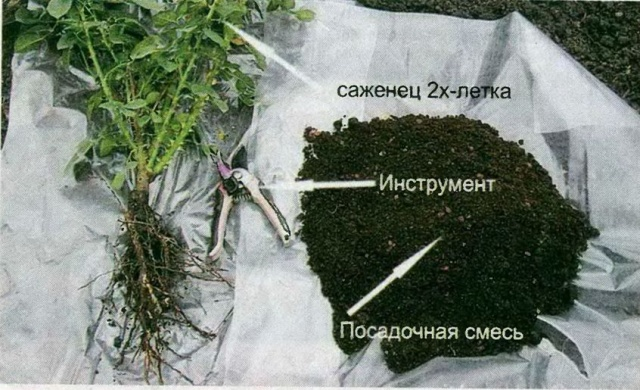 саженец 2х-летка
Инструмент
Посадочная смесь